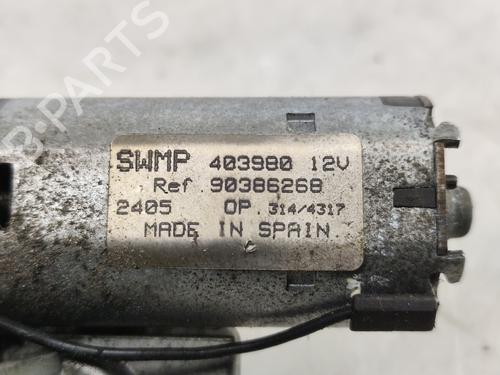 SWMP 403980 12V
Ref 90386268
2405 OP. 314/4317
MADE IN SPAIN
B-PARTS